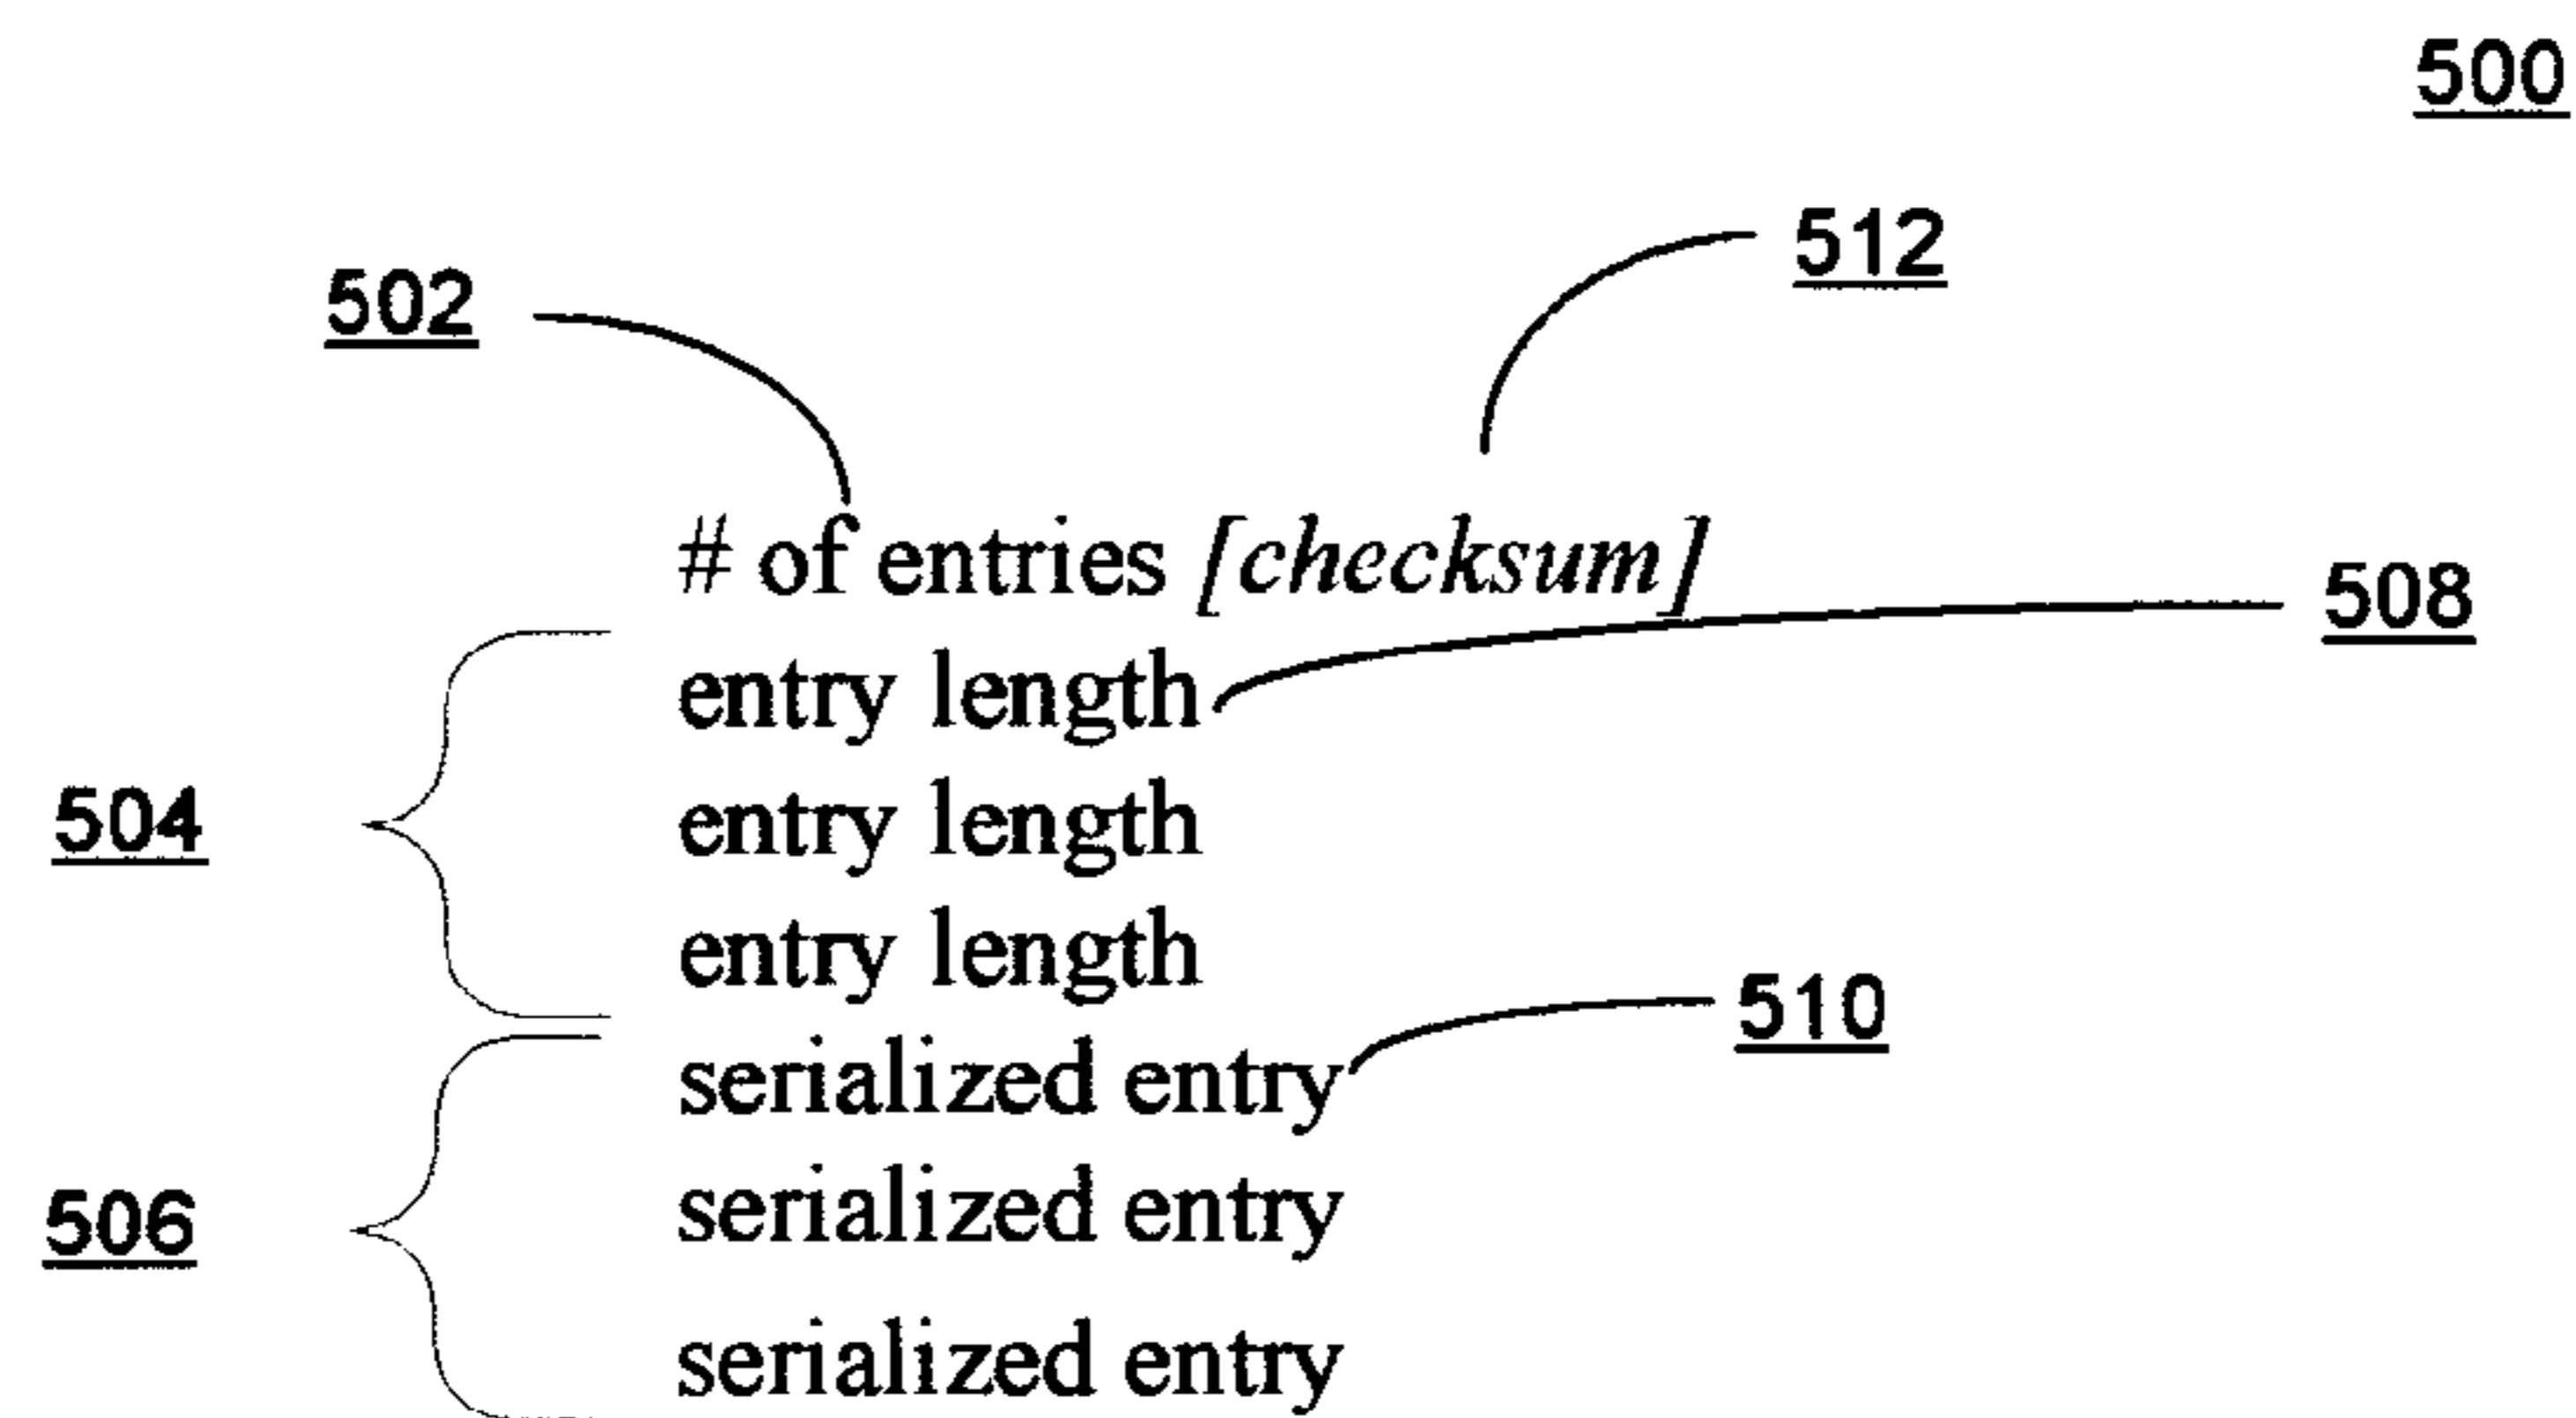 500
512
502
# of entries [checksum]
508
entry length
504
entry length
entry length
510
serialized entry
506
serialized entry
serialized entry